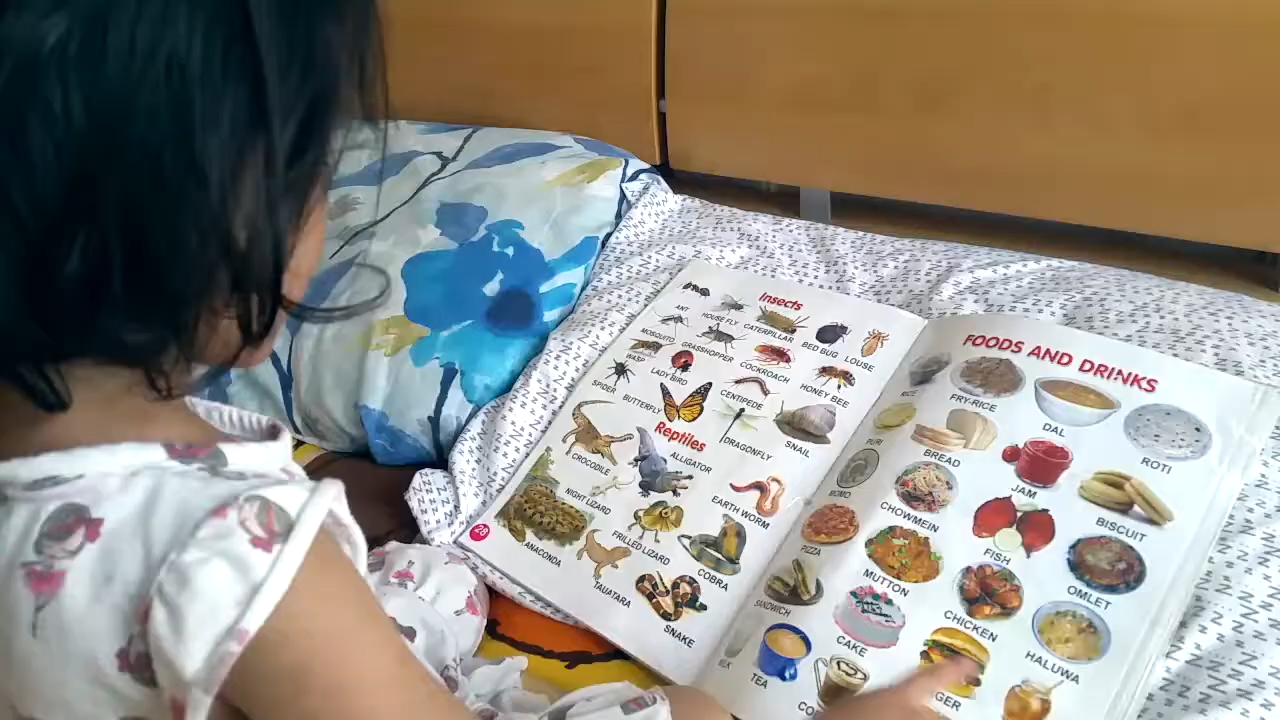 Insects
ANT
HOUSE FLY
CATERPILLAR
BED BUG
LOUSE
MOSQUITO
GRASSHOPPER
COCKROACH
HONEY BEE
WASP
LADY BIRD
CENTIPEDE
SPIDER
BUTTERFLY
DRAGONFLY
SNAIL
Reptiles
CROCODILE
ALLIGATOR
EARTH WORM
NIGHT LIZARD
FRILLED LIZARD
COBRA
ANACONDA
TAUATARA
SNAKE
28
FOODS AND DRINKS
RICE
FRY-RICE
DAL
ROTI
PURI
BREAD
JAM
BISCUIT
MOMO
CHOWMEIN
FISH
OMLET
PIZZA
MUTTON
CHICKEN
HALUWA
SANDWICH
CAKE
GER
TEA
CO